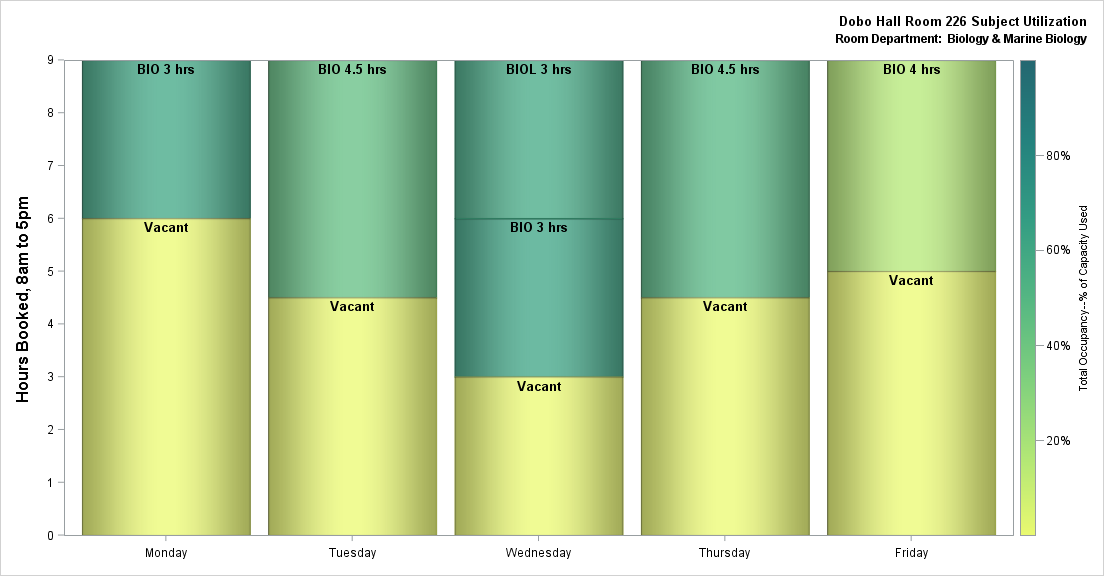 Dobo Hall Room 226 Subject Utilization
Room Department: Biology & Marine Biology
Hours Booked, 8am to 5pm
9
8
7
6
5
4
3
2
1
0
BIO 3 hrs
Vacant
BIO 4.5 hrs
Vacant
BIOL 3 hrs
BIO 3 hrs
Vacant
BIO 4.5 hrs
Vacant
BIO 4 hrs
Vacant
Monday
Tuesday
Wednesday
Thursday
Friday
80%
60%
40%
20%
Total Occupancy--% of Capacity Used